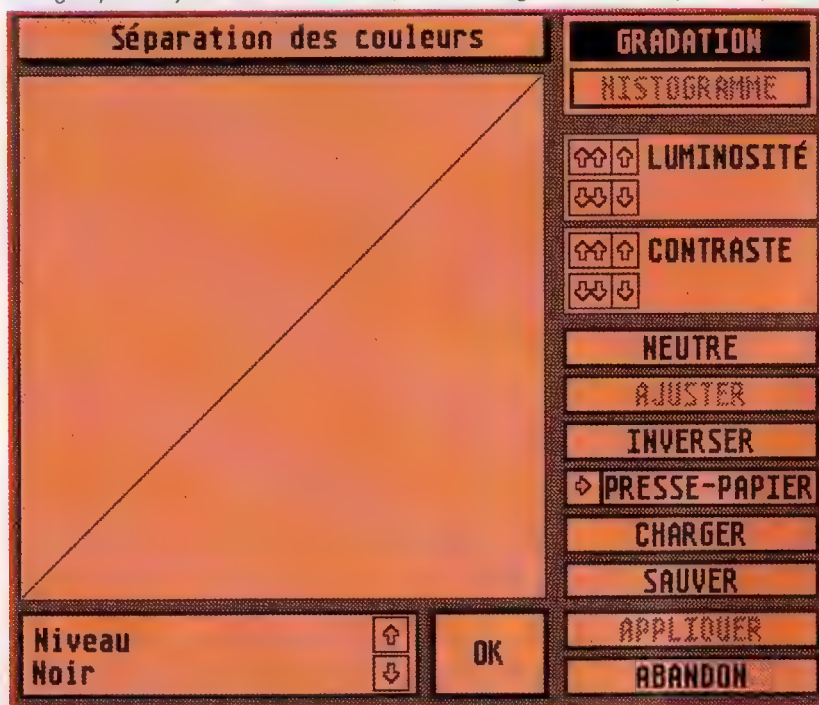 Séparation des couleurs
GRADATION
HISTOGRAMME
LUMINOSITÉ
CONTRASTE
NEUTRE
AJUSTER
INVERSER
PRESSE-PAPIER
CHARGER
SAUVER
APPLIQUER
ABANDON
Niveau
Noir
OK